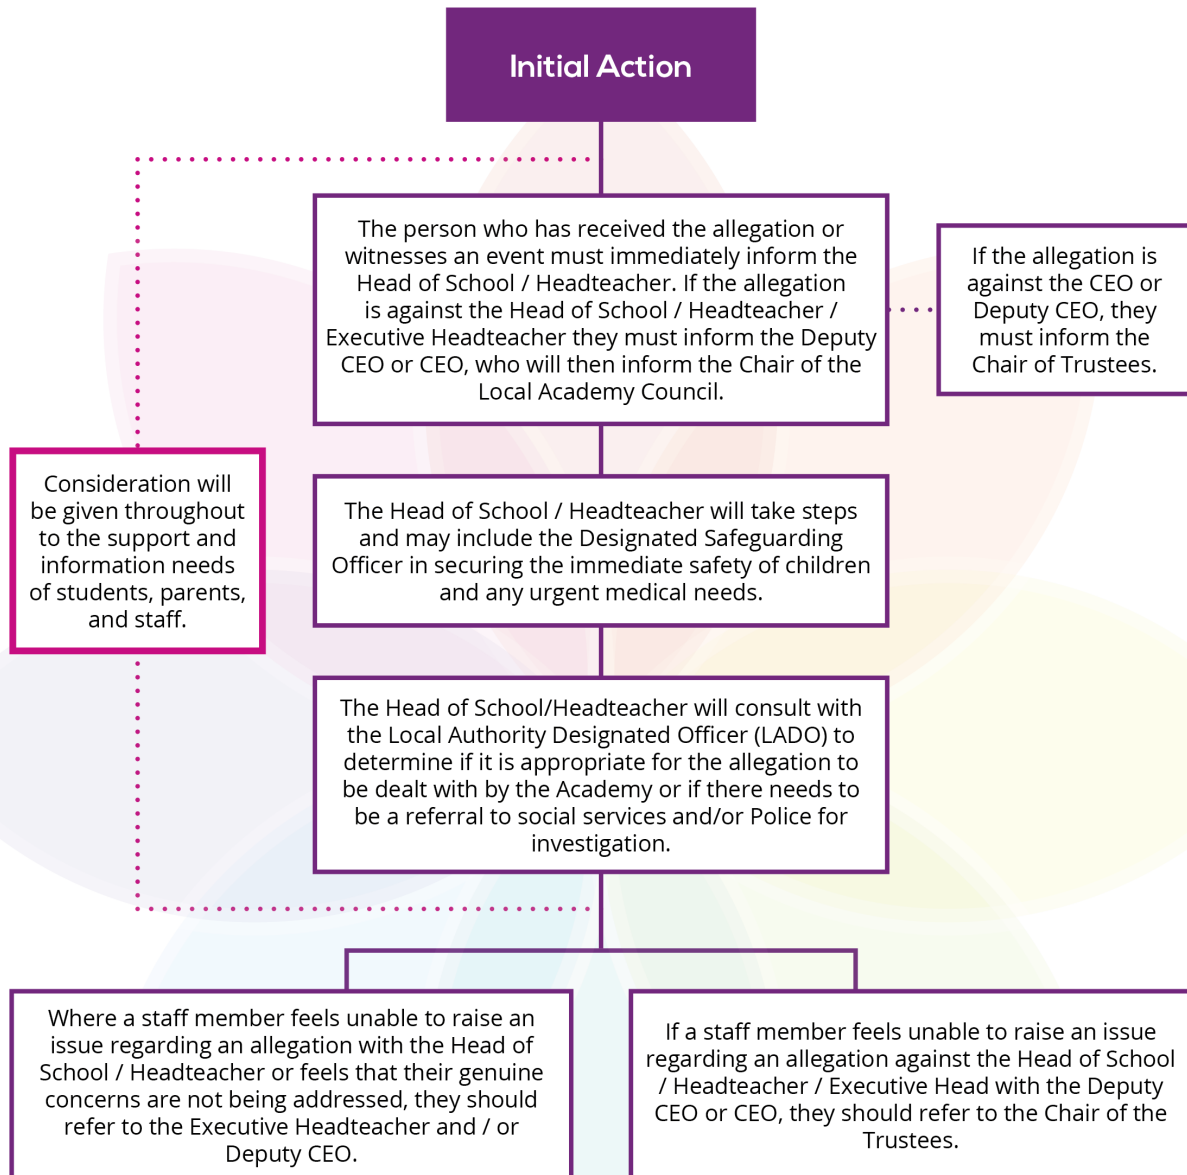 Initial Action
The person who has received the allegation or
witnesses an event must immediately inform the
Head of School / Headteacher. If the allegation
is against the Head of School / Headteacher /
Executive Headteacher they must inform the Deputy
CEO or CEO, who will then inform the Chair of the
Local Academy Council.
If the allegation is
against the CEO or
Deputy CEO, they
must inform the
Chair of Trustees.
Consideration will
be given throughout
to the support and
information needs
of students, parents,
and staff.
The Head of School / Headteacher will take steps
and may include the Designated Safeguarding
Officer in securing the immediate safety of children
and any urgent medical needs.
The Head of School/Headteacher will consult with
the Local Authority Designated Officer (LADO) to
determine if it is appropriate for the allegation to
be dealt with by the Academy or if there needs to
be a referral to social services and/or Police for
investigation.
Where a staff member feels unable to raise an
issue regarding an allegation with the Head of
School / Headteacher or feels that their genuine
concerns are not being addressed, they should
refer to the Executive Headteacher and / or
Deputy CEO.
If a staff member feels unable to raise an issue
regarding an allegation against the Head of School
/ Headteacher / Executive Head with the Deputy
CEO or CEO, they should refer to the Chair of the
Trustees.